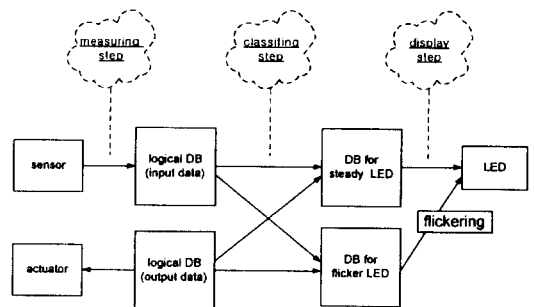 measuring
step
classifing
step
display
step
sensor
logical DB
(input data)
DB for
steady LED
LED
flickering
actuator
logical DB
(output data)
DB for
flicker LED